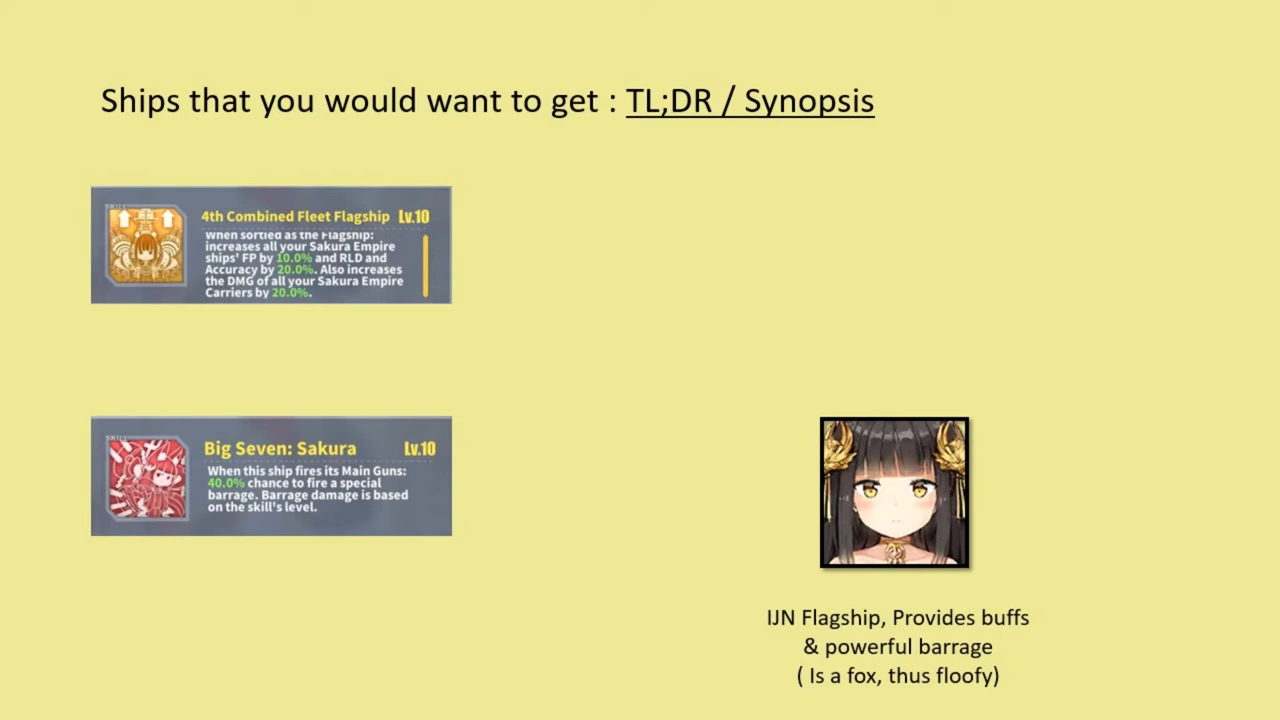 Ships that you would want to get : TL;DR / Synopsis
SKILL
4th Combined Fleet Flagship Lv.10
When sortied as the Flagship:
increases all your Sakura Empire
ships' FP by 10.0% and RLD and
Accuracy by 20.0%. Also increases
the DMG of all your Sakura Empire
Carriers by 20.0%.
SKILL
Big Seven: Sakura Lv.10
When this ship fires its Main Guns:
40.0% chance to fire a special
barrage. Barrage damage is based
on the skill's level.
IJN Flagship, Provides buffs
& powerful barrage
( Is a fox, thus floofy)